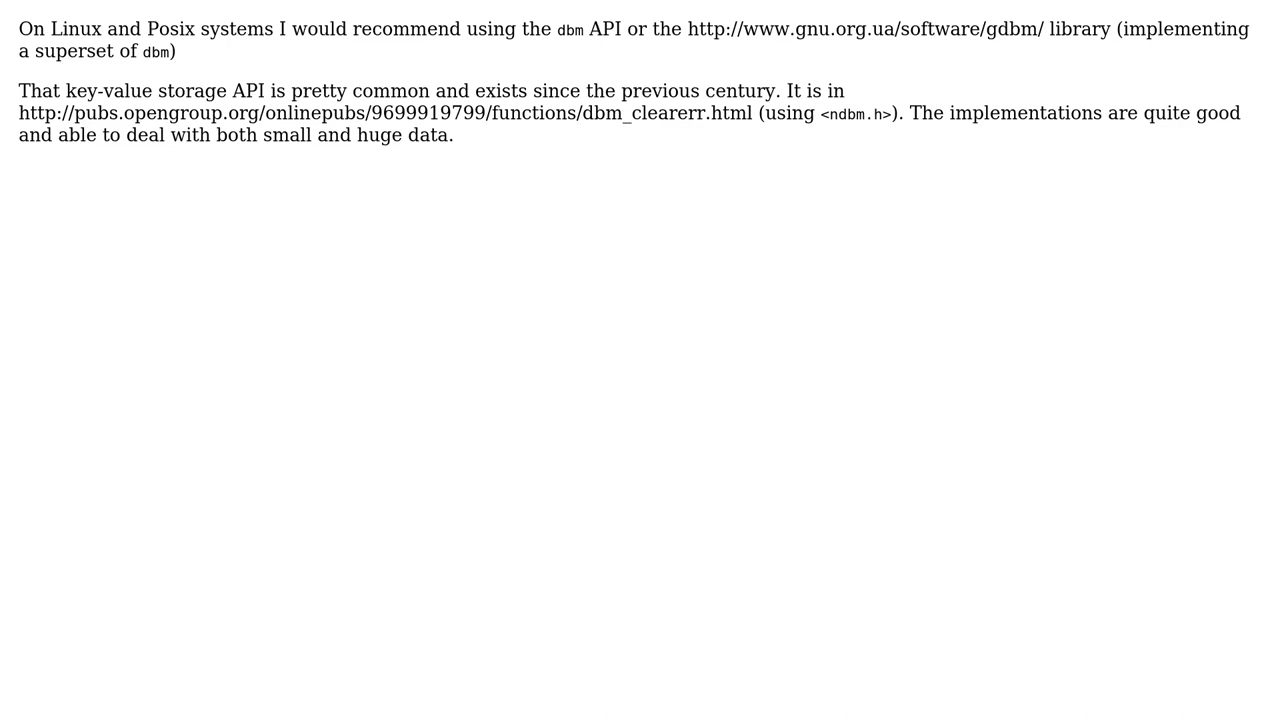 On Linux and Posix systems I would recommend using the dbm API or the http://www.gnu.org.ua/software/gdbm/ library (implementing
a superset of dbm)
That key-value storage API is pretty common and exists since the previous century. It is in
http://pubs.opengroup.org/onlinepubs/9699919799/functions/dbm_clearerr.html (using <ndbm.h>). The implementations are quite good
and able to deal with both small and huge data.